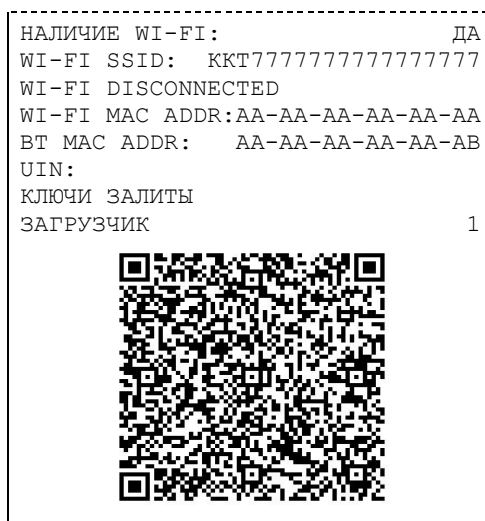 НАЛИЧИЕ WI-FI: ДА
WI-FI SSID: ККТ7777777777777777
WI-FI DISCONNECTED
WI-FI MAC ADDR:AA-AA-AA-AA-AA-AA
BT MAC ADDR: AA-AA-AA-AA-AA-AB
UIN:
КЛЮЧИ ЗАЛИТЫ
ЗАГРУЗЧИК 1